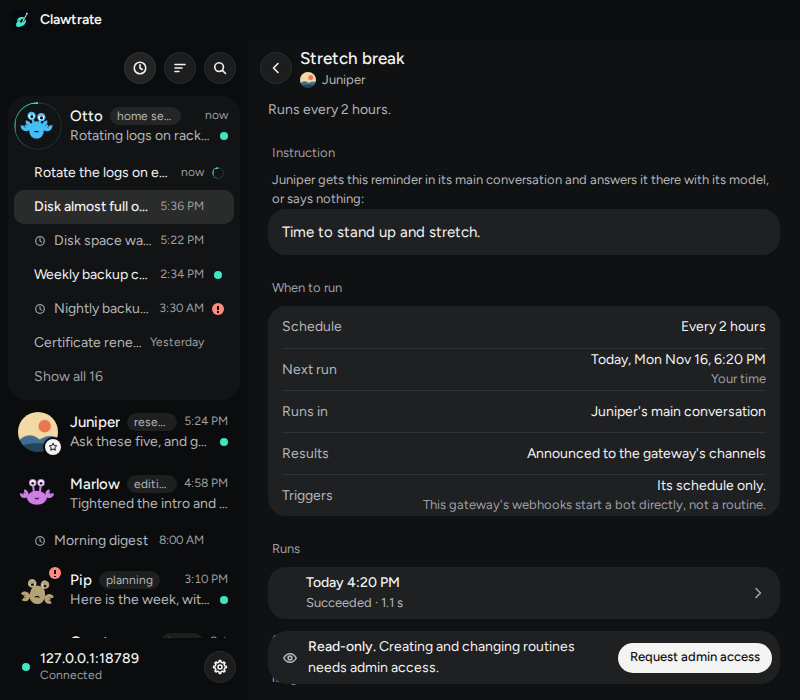 Clawtrate
Otto
home se...
now
Rotating logs on rack...
Rotate the logs on e...
now
Disk almost full o...
5:36 PM
Disk space wa...
5:22 PM
Weekly backup c...
2:34 PM
Nightly backu...
3:30 AM
Certificate rene...
Yesterday
Show all 16
Juniper
rese...
5:24 PM
Ask these five, and g...
Marlow
editi...
4:58 PM
Tightened the intro and ...
Morning digest
8:00 AM
Pip
planning
3:10 PM
Here is the week, wit...
127.0.0.1:18789
Connected
Stretch break
Juniper
Runs every 2 hours.
Instruction
Juniper gets this reminder in its main conversation and answers it there with its model,
or says nothing:
Time to stand up and stretch.
When to run
Schedule
Every 2 hours
Next run
Today, Mon Nov 16, 6:20 PM
Your time
Runs in
Juniper's main conversation
Results
Announced to the gateway's channels
Triggers
Its schedule only.
This gateway's webhooks start a bot directly, not a routine.
Runs
Today 4:20 PM
Succeeded · 1.1 s
Read-only. Creating and changing routines
needs admin access.
Request admin access